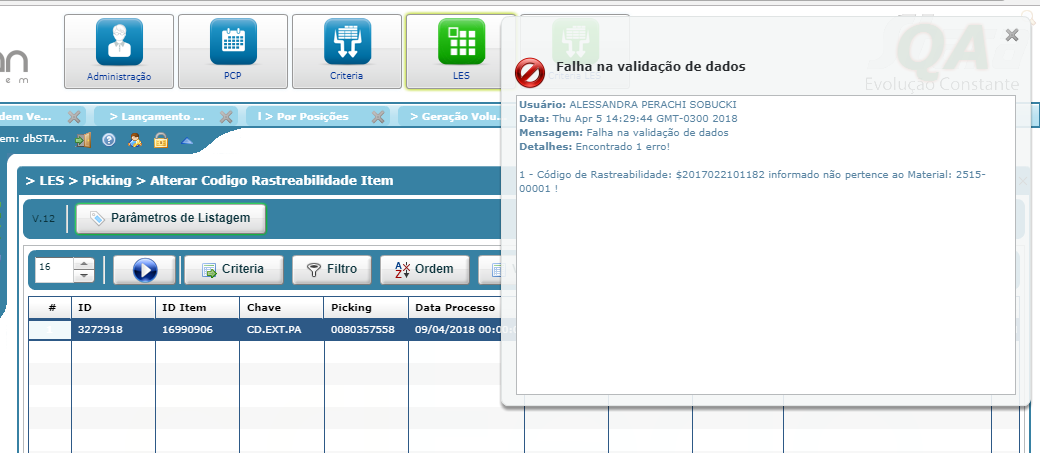 QA
Evolução Constante
Administração
PCP
Criteria
LES
Falha na validação de dados
Usuário: ALESSANDRA PERACHI SOBUCKI
Data: Thu Apr 5 14:29:44 GMT-0300 2018
Mensagem: Falha na validação de dados
Detalhes: Encontrado 1 erro!
1 - Código de Rastreabilidade: $2017022101182 informado não pertence ao Material: 2515-
00001 !
dem Ve...
> Lançamento ...
l > Por Posições
> Geração Volu...
em: dbSTA...
> LES > Picking > Alterar Codigo Rastreabilidade Item
V.12
Parâmetros de Listagem
16
Criteria
Filtro
Ordem
# ID ID Item Chave Picking Data Processo
3272918 16990906 CD.EXT.PA 0080357558 09/04/2018 00:00: